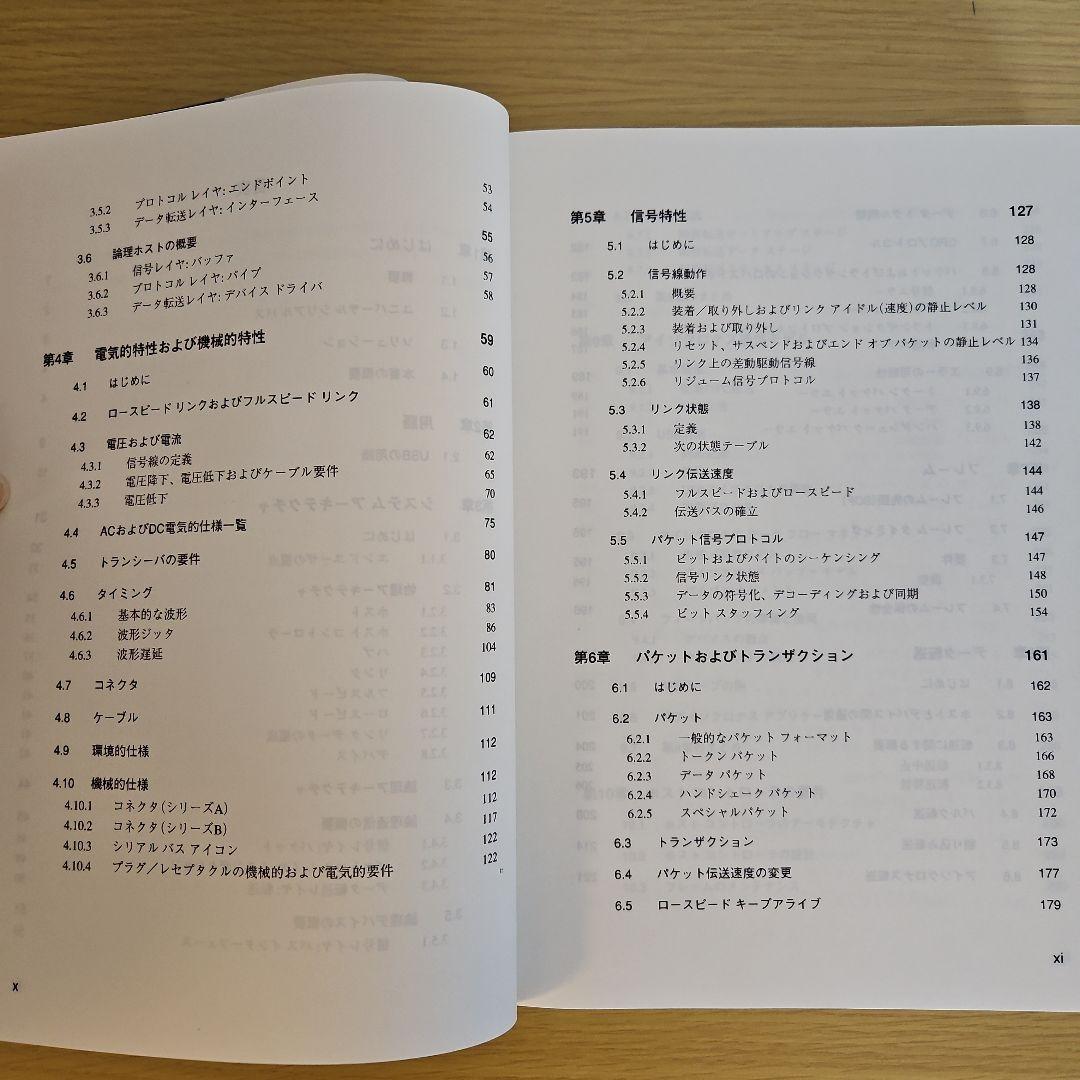 3.5.2 プロトコル レイヤ: エンドポイント 53
3.5.3 データ転送レイヤ: インターフェース 54
3.6 論理ホストの概要 55
3.6.1 信号レイヤ: バッファ 56
3.6.2 プロトコル レイヤ: パイプ 57
3.6.3 データ転送レイヤ: デバイス ドライバ 58
第4章 電気的特性および機械的特性 59
4.1 はじめに 60
4.2 ロースピード リンクおよびフルスピード リンク 61
4.3 電圧および電流 62
4.3.1 信号線の定義 62
4.3.2 電圧降下、電圧低下およびケーブル要件 65
4.3.3 電圧低下 70
4.4 ACおよびDC電気的仕様一覧 75
4.5 トランシーバの要件 80
4.6 タイミング 81
4.6.1 基本的な波形 83
4.6.2 波形ジッタ 86
4.6.3 波形遅延 104
4.7 コネクタ 109
4.8 ケーブル 111
4.9 環境的仕様 112
4.10 機械的仕様 112
4.10.1 コネクタ(シリーズA) 112
4.10.2 コネクタ(シリーズB) 117
4.10.3 シリアル バス アイコン 122
4.10.4 プラグ/レセプタクルの機械的および電気的要件 122
x
第5章 信号特性 127
5.1 はじめに 128
5.2 信号線動作 128
5.2.1 概要 128
5.2.2 装着/取り外しおよびリンク アイドル(速度)の静止レベル 130
5.2.3 装着および取り外し 131
5.2.4 リセット、サスペンドおよびエンド オブ パケットの静止レベル 134
5.2.5 リンク上の差動駆動信号線 136
5.2.6 リジューム信号プロトコル 137
5.3 リンク状態 138
5.3.1 定義 138
5.3.2 次の状態テーブル 142
5.4 リンク伝送速度 144
5.4.1 フルスピードおよびロースピード 144
5.4.2 伝送パスの確立 146
5.5 パケット信号プロトコル 147
5.5.1 ビットおよびバイトのシーケンシング 147
5.5.2 信号リンク状態 148
5.5.3 データの符号化、デコーディングおよび同期 150
5.5.4 ビット スタッフィング 154
第6章 パケットおよびトランザクション 161
6.1 はじめに 162
6.2 パケット 163
6.2.1 一般的なパケット フォーマット 163
6.2.2 トークン パケット 166
6.2.3 データ パケット 168
6.2.4 ハンドシェーク パケット 170
6.2.5 スペシャルパケット 172
6.3 トランザクション 173
6.4 パケット伝送速度の変更 177
6.5 ロースピード キープアライブ 179
xi